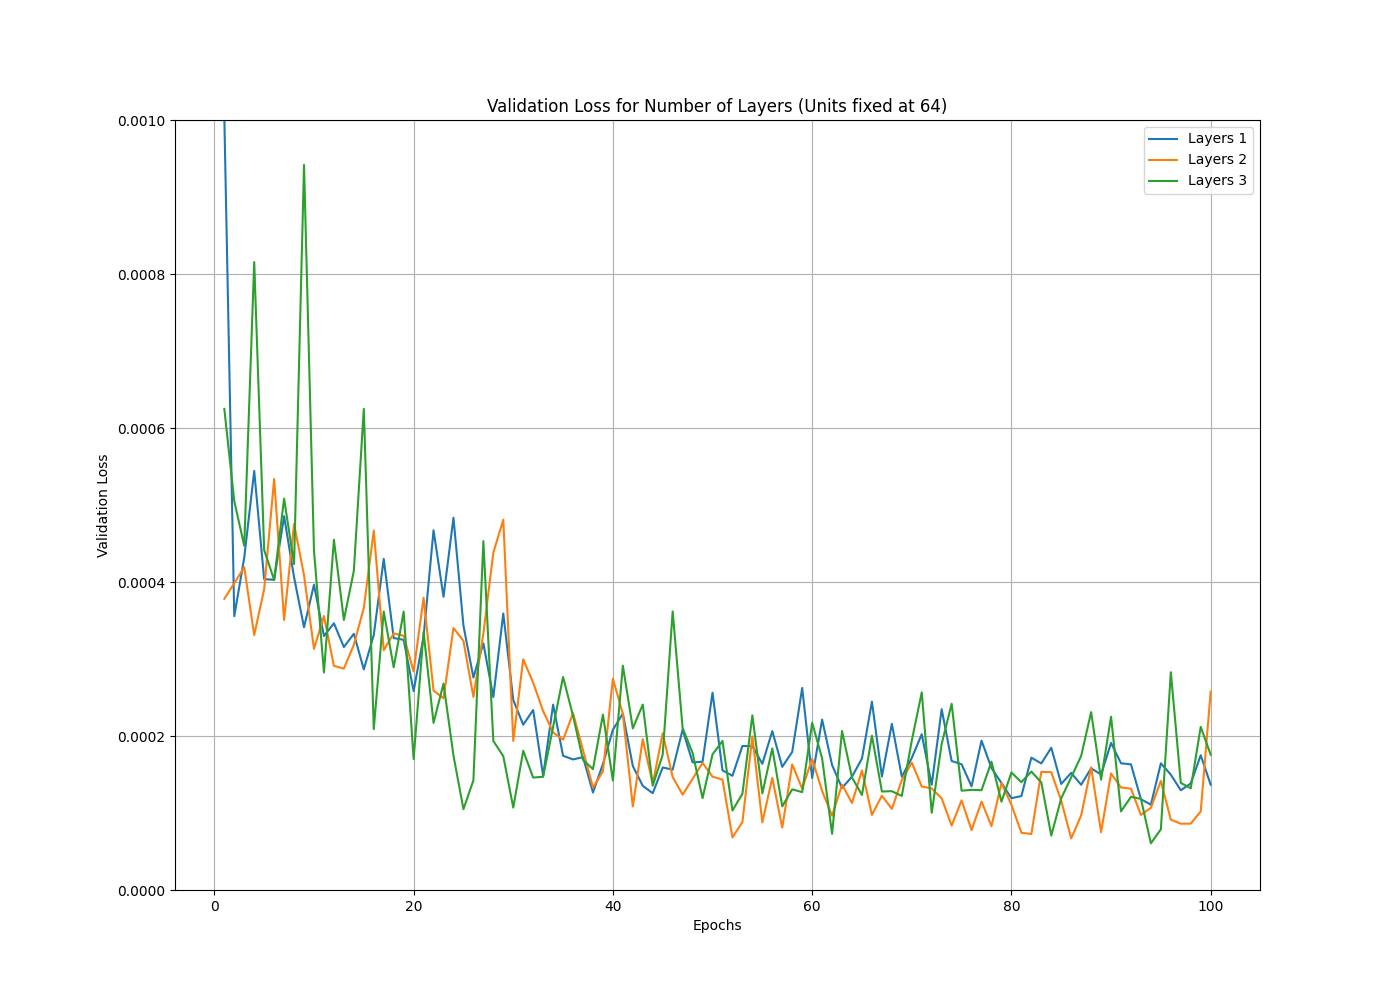 Validation Loss for Number of Layers (Units fixed at 64)
0.0010
0.0008
0.0006
0.0004
0.0002
0.0000
Validation Loss
Layers 1
Layers 2
Layers 3
0 20 40 60 80 100
Epochs